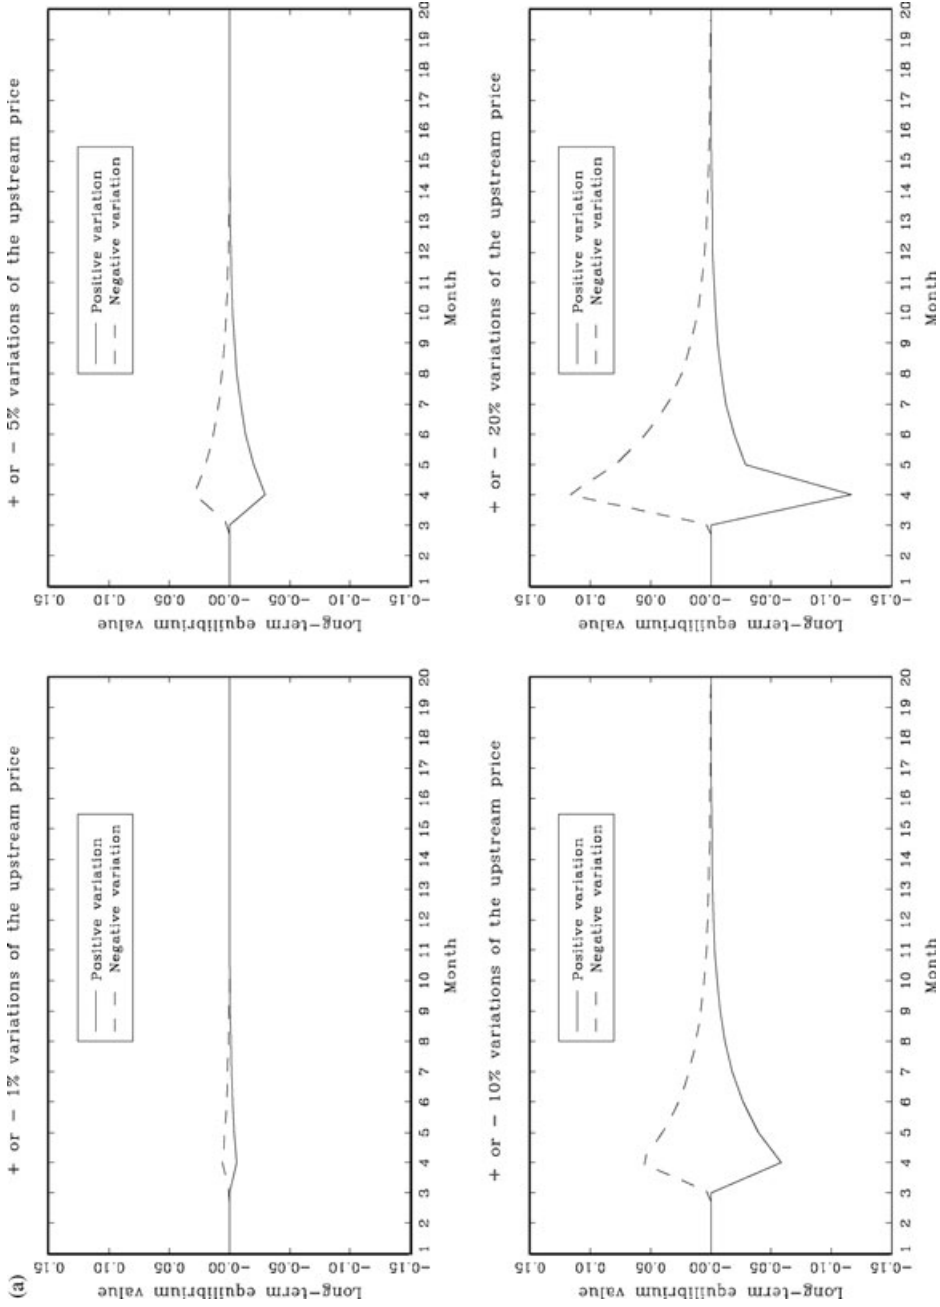 (a)
+ or − 1% variations of the upstream price
Long-term equilibrium value
0.15
0.10
0.05
−0.00
−0.05
−0.10
−0.15
Positive variation
Negative variation
1 2 3 4 5 6 7 8 9 10 11 12 13 14 15 16 17 18 19 20
Month
+ or − 5% variations of the upstream price
Long-term equilibrium value
0.15
0.10
0.05
−0.00
−0.05
−0.10
−0.15
Positive variation
Negative variation
1 2 3 4 5 6 7 8 9 10 11 12 13 14 15 16 17 18 19 20
Month
+ or − 10% variations of the upstream price
Long-term equilibrium value
0.15
0.10
0.05
−0.00
−0.05
−0.10
−0.15
Positive variation
Negative variation
1 2 3 4 5 6 7 8 9 10 11 12 13 14 15 16 17 18 19 20
Month
+ or − 20% variations of the upstream price
Long-term equilibrium value
0.15
0.10
0.05
−0.00
−0.05
−0.10
−0.15
Positive variation
Negative variation
1 2 3 4 5 6 7 8 9 10 11 12 13 14 15 16 17 18 19 20
Month